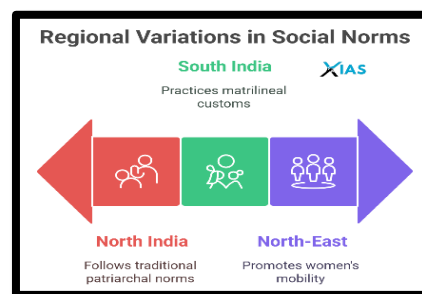 Regional Variations in Social Norms
South India
XIAS
Practices matrilineal
customs
North India
North-East
Follows traditional
patriarchal norms
Promotes women's
mobility